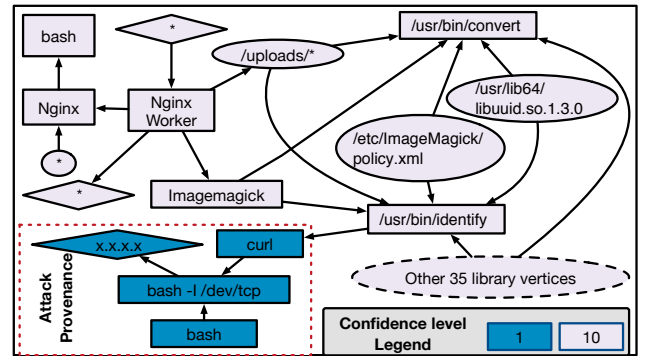 bash
*
/usr/bin/convert
/uploads/*
Nginx
Nginx
Worker
/usr/lib64/
libuuid.so.1.3.0
*
/etc/ImageMagick/
policy.xml
*
Imagemagick
/usr/bin/identify
x.x.x.x
curl
Attack
Provenance
bash -I /dev/tcp
Other 35 library vertices
bash
Confidence level
Legend
1
10